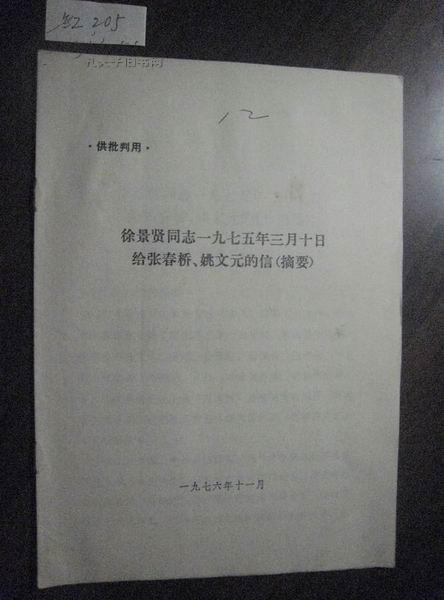 205
·供批判用·
12
徐景贤同志一九七五年三月十日
给张春桥、姚文元的信(摘要)
一九七六年十一月